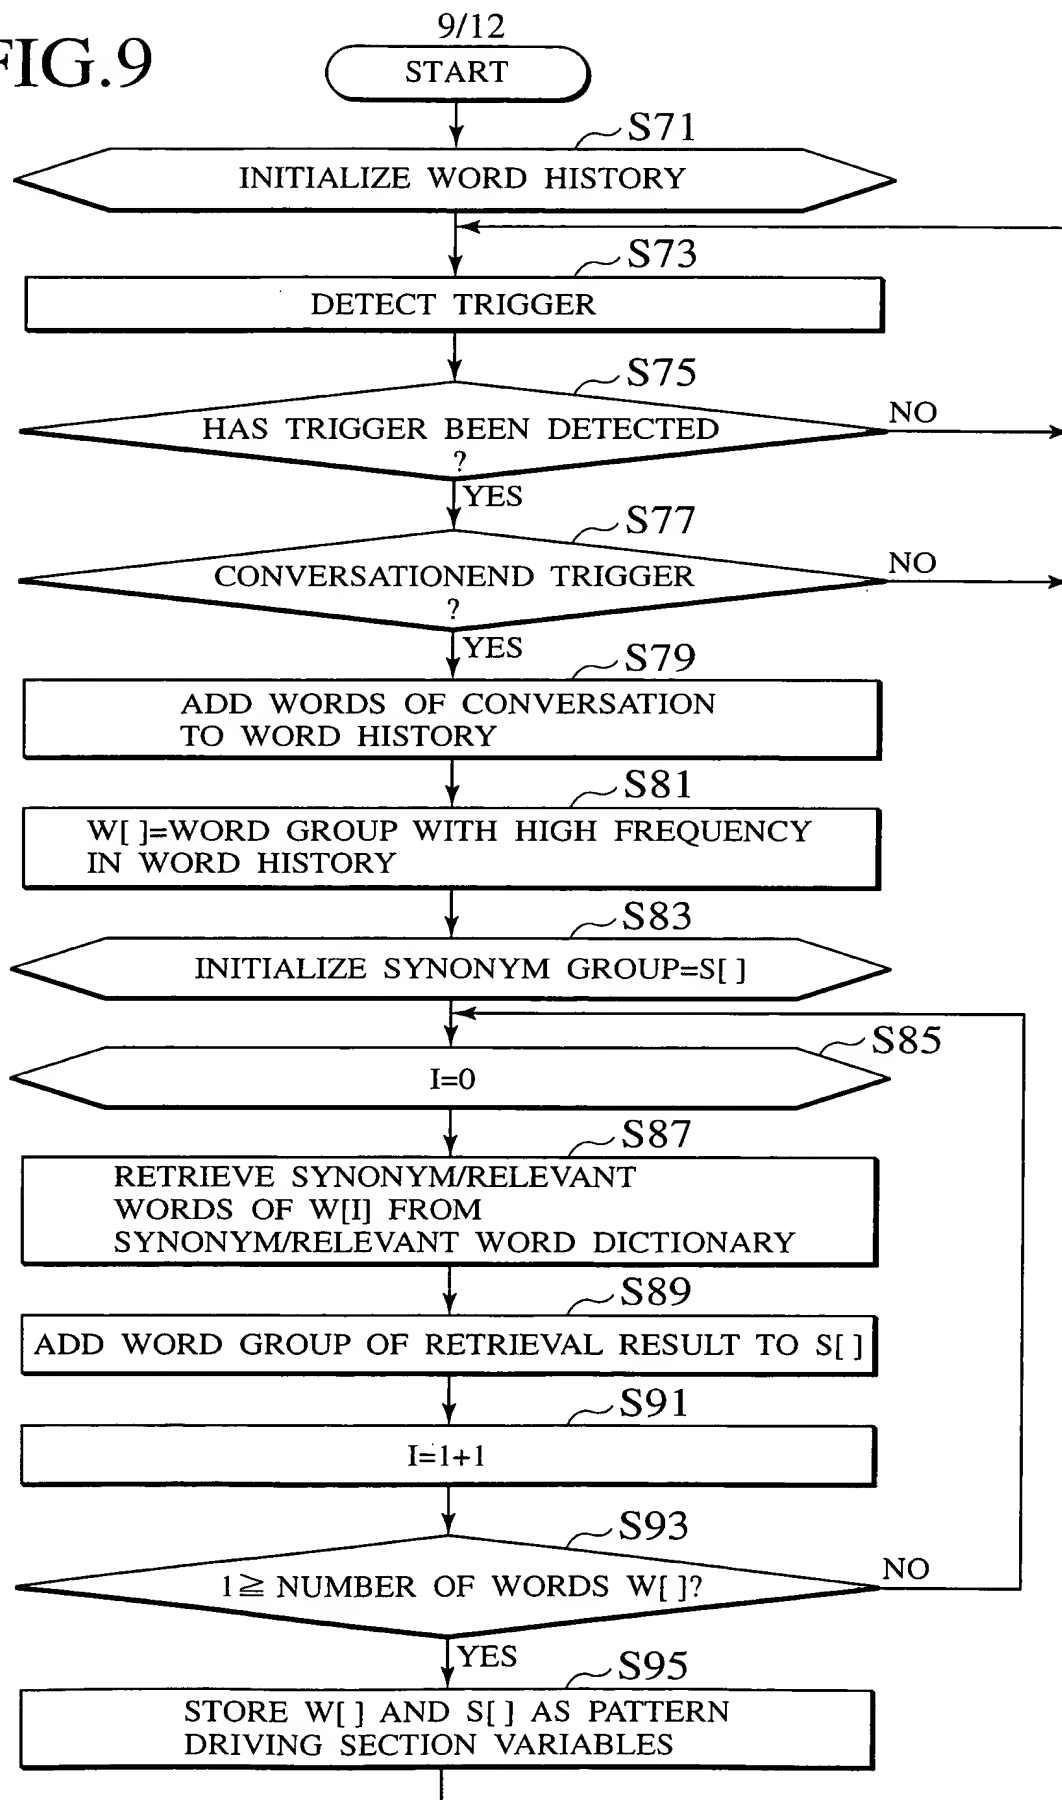 9/12
FIG.9
START
S71
INITIALIZE WORD HISTORY
S73
DETECT TRIGGER
S75
HAS TRIGGER BEEN DETECTED
?
NO
YES
S77
CONVERSATIONEND TRIGGER
?
NO
YES
S79
ADD WORDS OF CONVERSATION
TO WORD HISTORY
S81
W[ ]=WORD GROUP WITH HIGH FREQUENCY
IN WORD HISTORY
S83
INITIALIZE SYNONYM GROUP=S[ ]
S85
I=0
S87
RETRIEVE SYNONYM/RELEVANT
WORDS OF W[I] FROM
SYNONYM/RELEVANT WORD DICTIONARY
S89
ADD WORD GROUP OF RETRIEVAL RESULT TO S[ ]
S91
I=1+1
S93
1≧ NUMBER OF WORDS W[ ]?
NO
YES
S95
STORE W[ ] AND S[ ] AS PATTERN
DRIVING SECTION VARIABLES